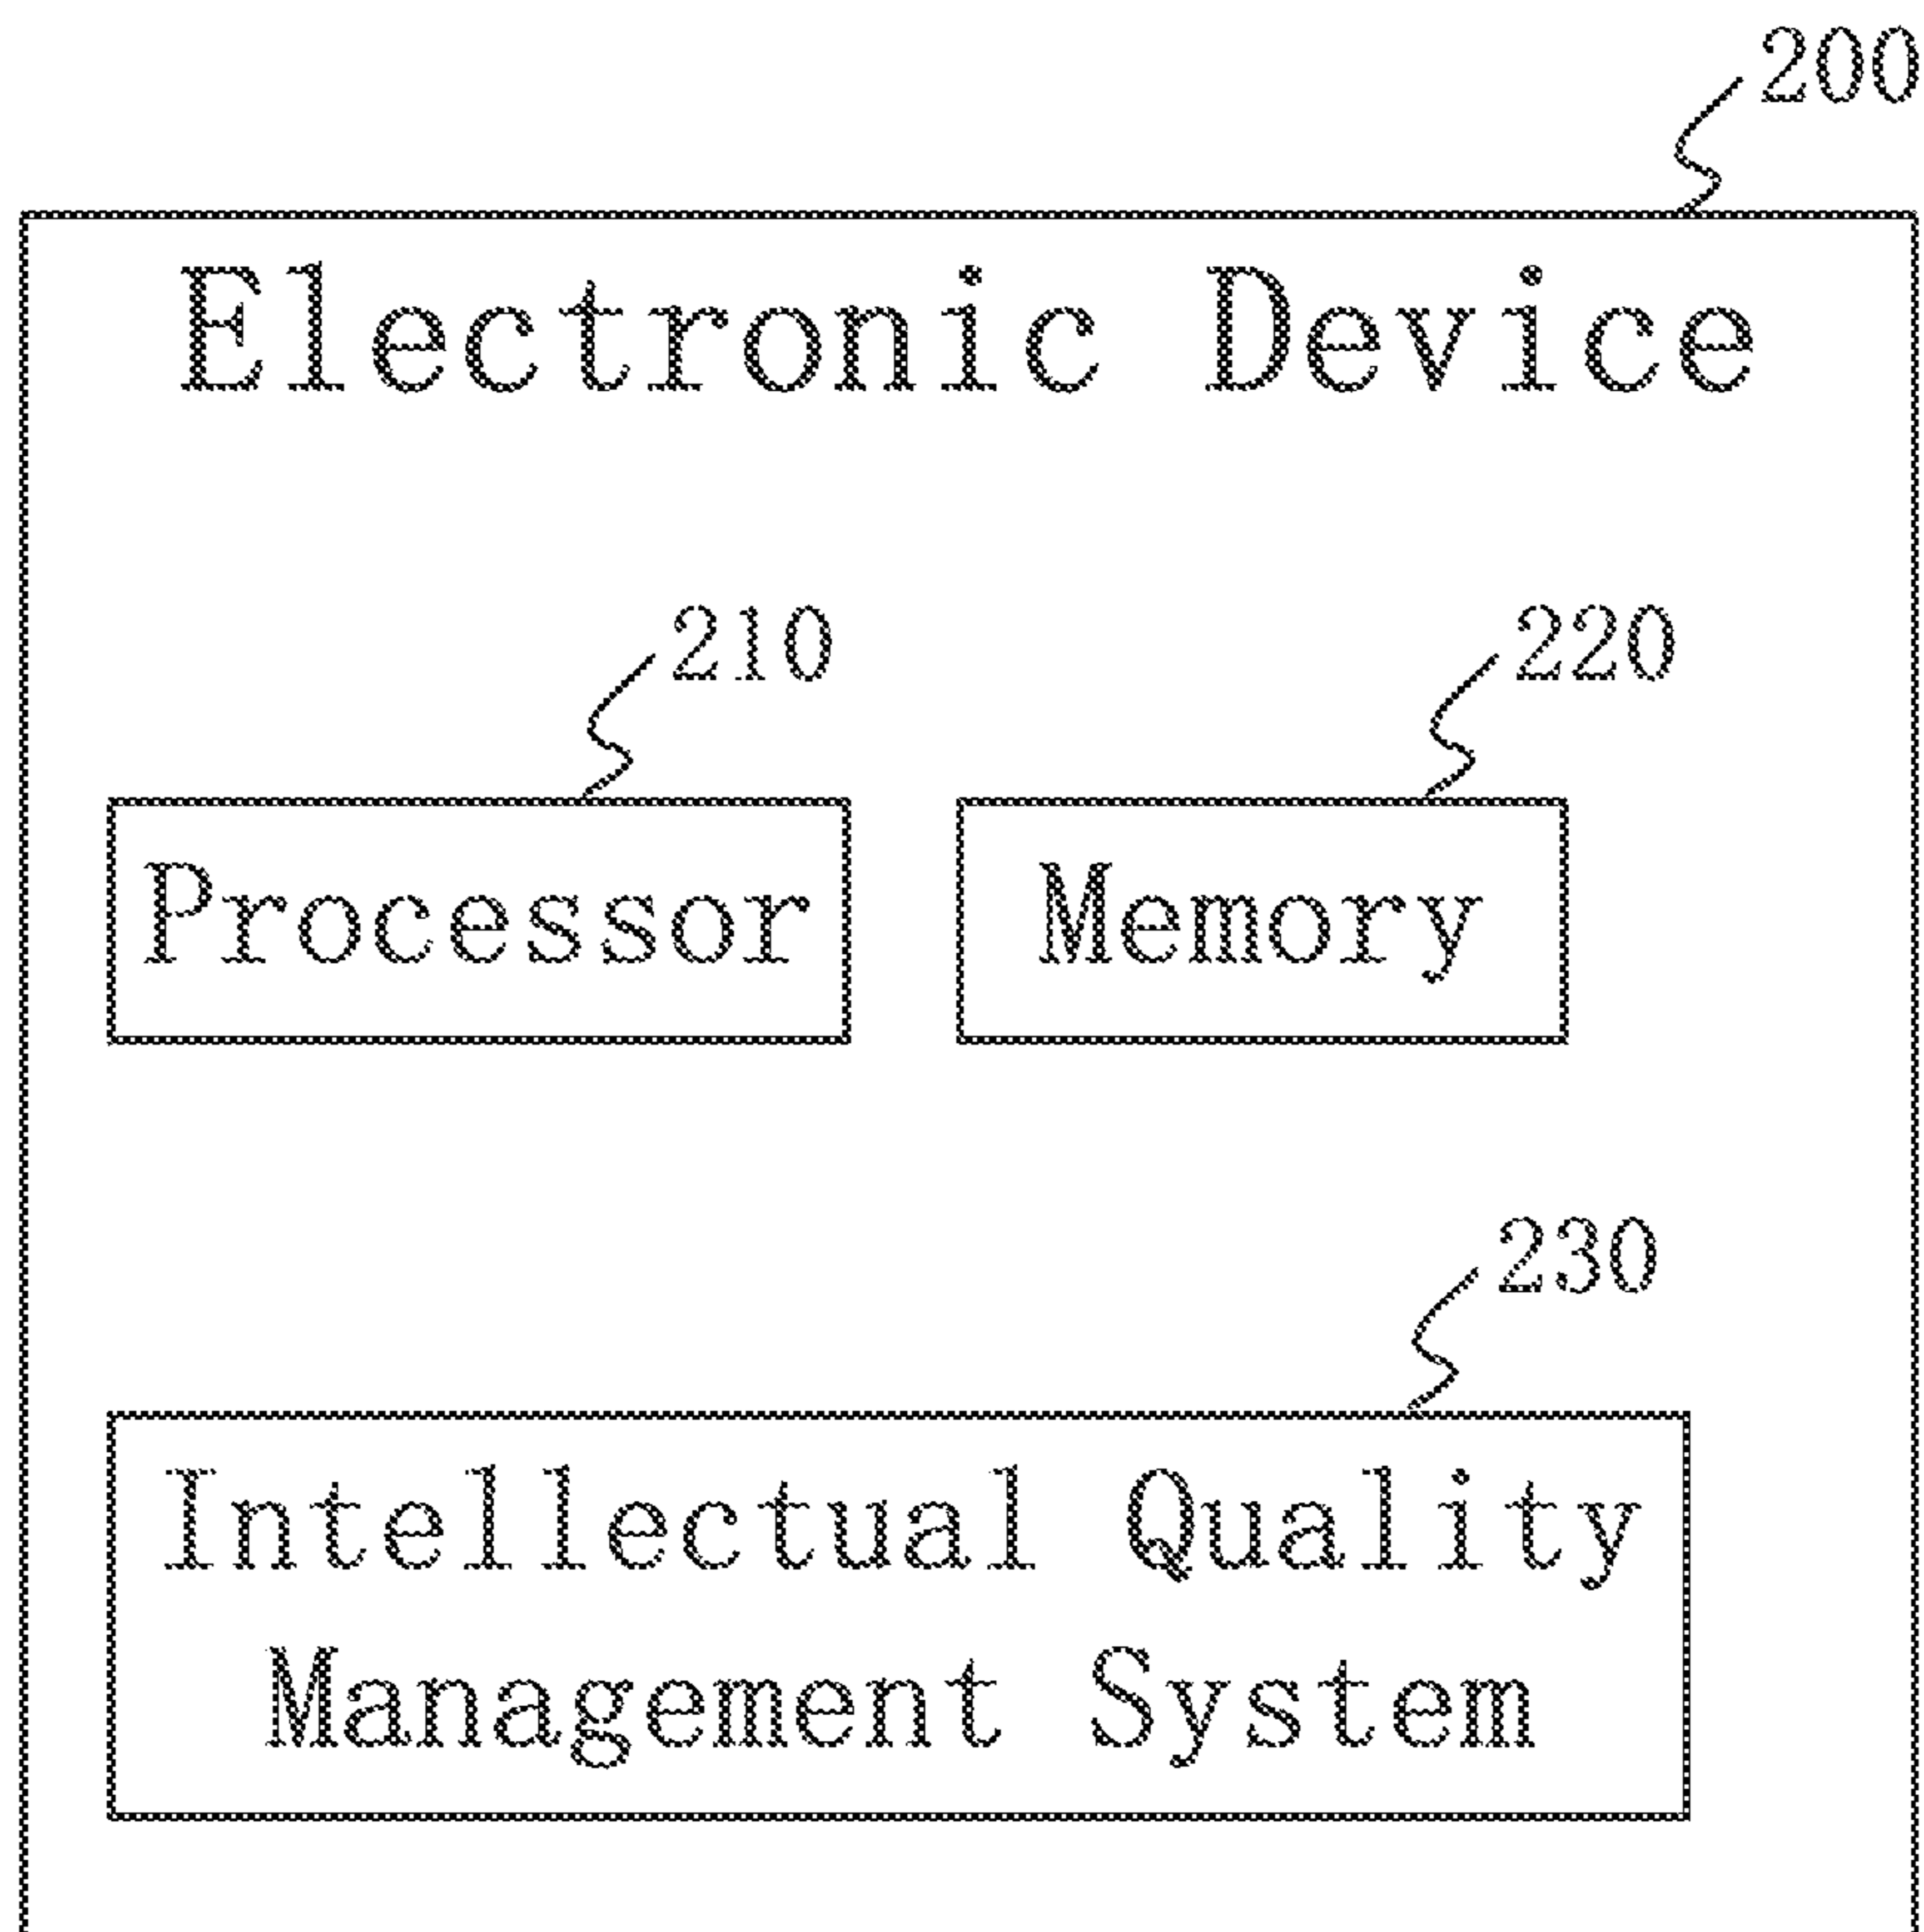 200
Electronic Device
210 220
Processor Memory
230
Intellectual Quality
Management System